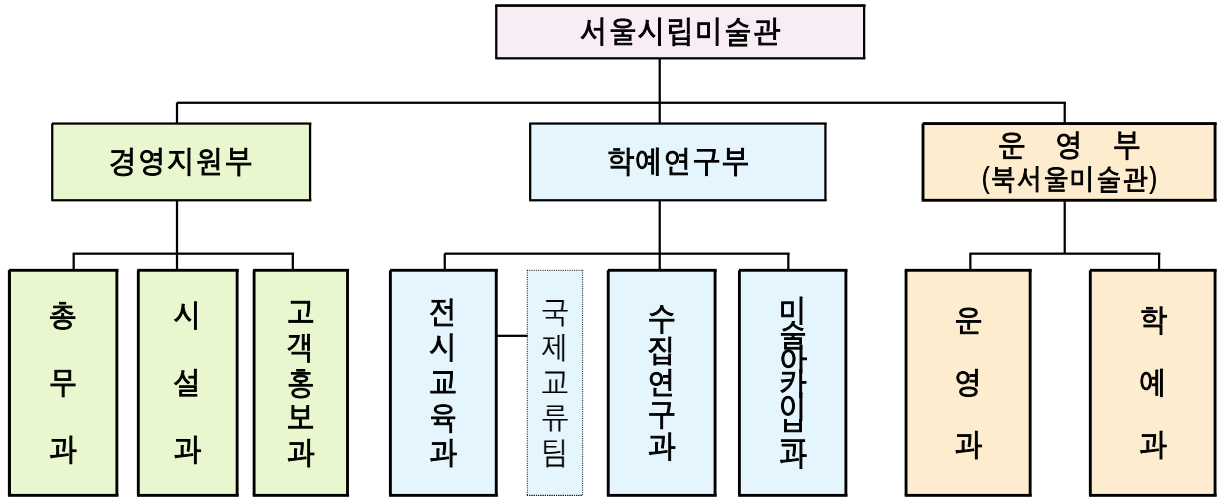 서울시립미술관
경영지원부
학예연구부
운 영 부
(북서울미술관)
총무과
시설과
고객홍보과
전시교육과
국제교류팀
수집연구과
미술아카입과
운영과
학예과